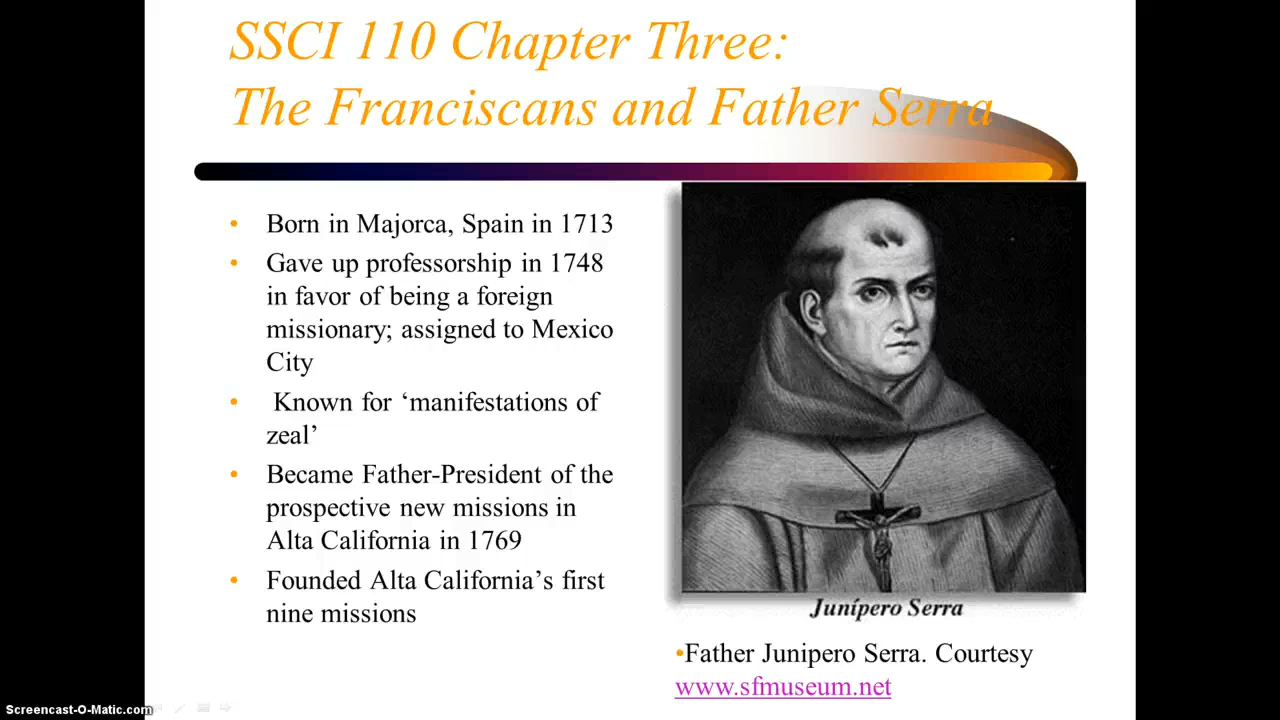 SSCI 110 Chapter Three:
The Franciscans and Father Serra
• Born in Majorca, Spain in 1713
• Gave up professorship in 1748
in favor of being a foreign
missionary; assigned to Mexico
City
• Known for ‘manifestations of
zeal’
• Became Father-President of the
prospective new missions in
Alta California in 1769
• Founded Alta California’s first
nine missions
Junípero Serra
•Father Junipero Serra. Courtesy
www.sfmuseum.net
Screencast-O-Matic.com